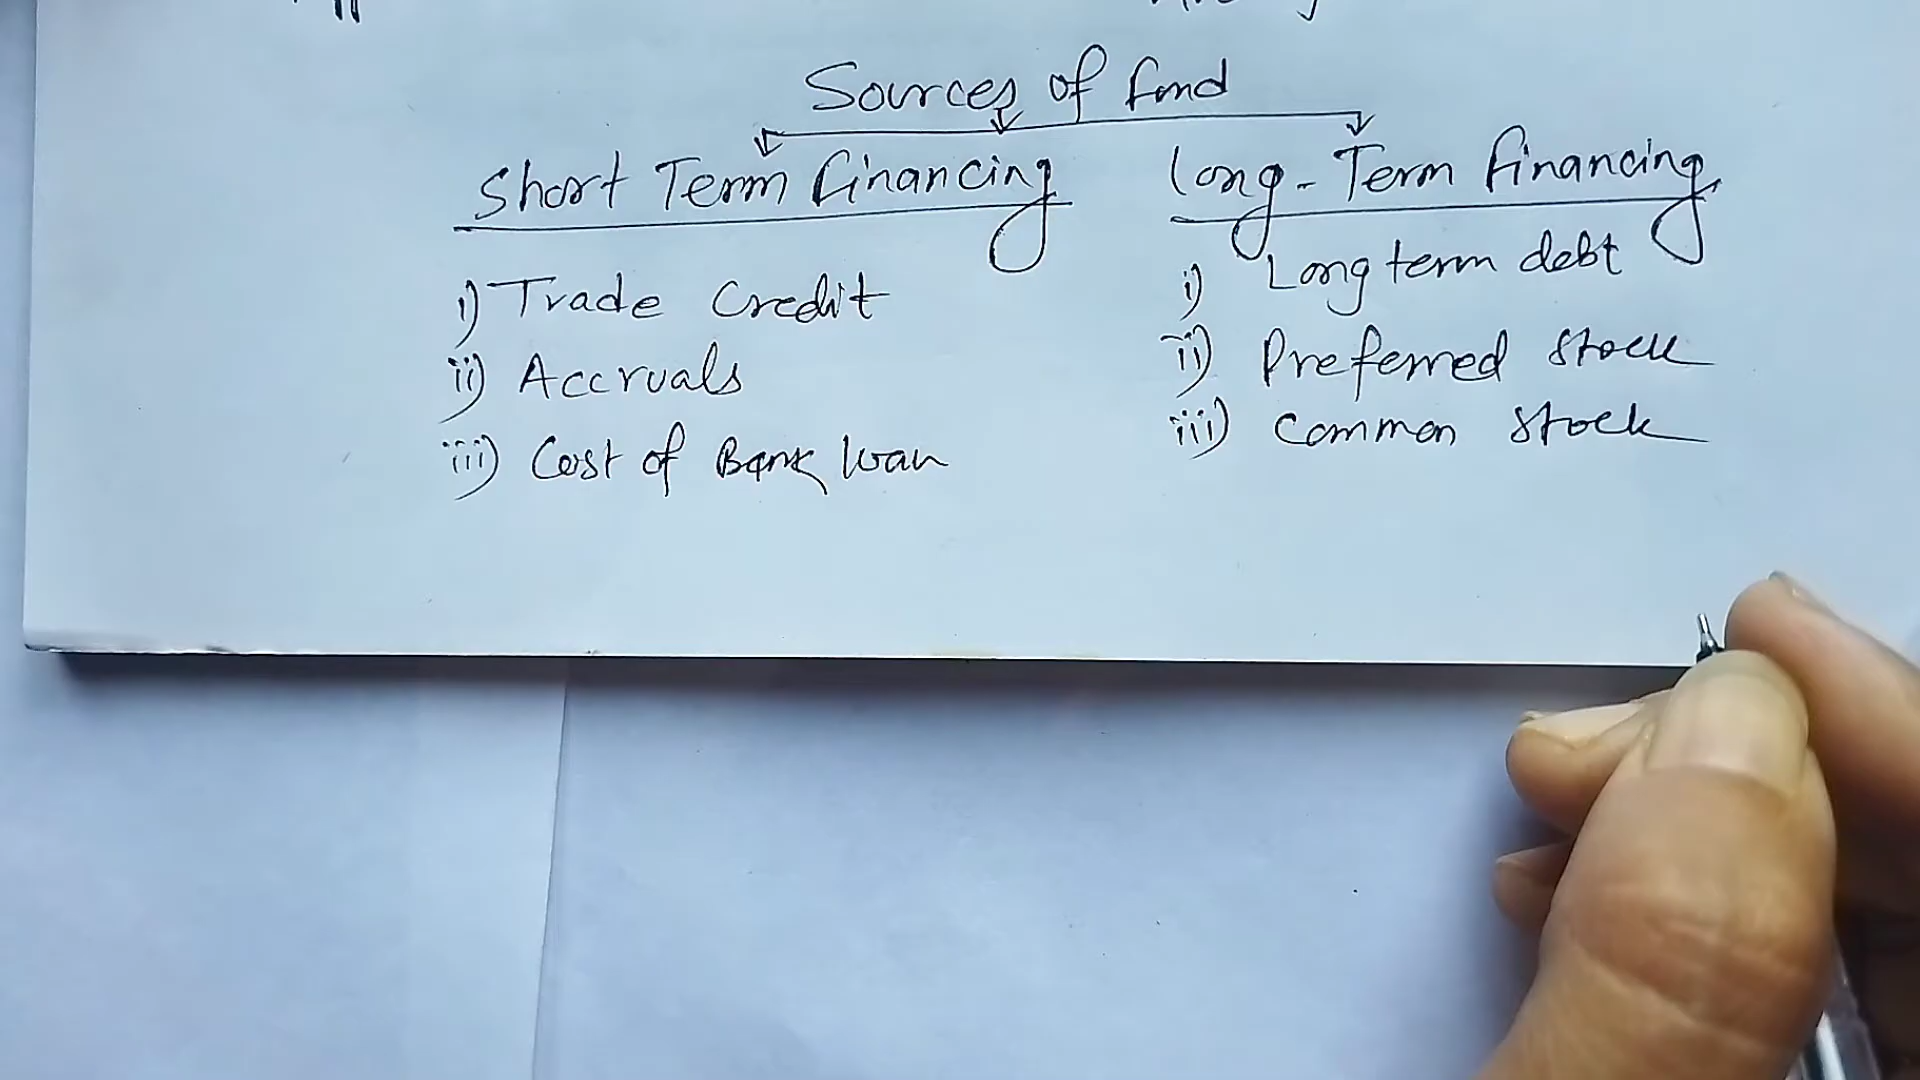 Sources of fund
Short Term Financing
i) Trade Credit
ii) Accruals
iii) Cost of Bank loan
Long-Term Financing
i) Long term debt
ii) Preferred stock
iii) Common stock